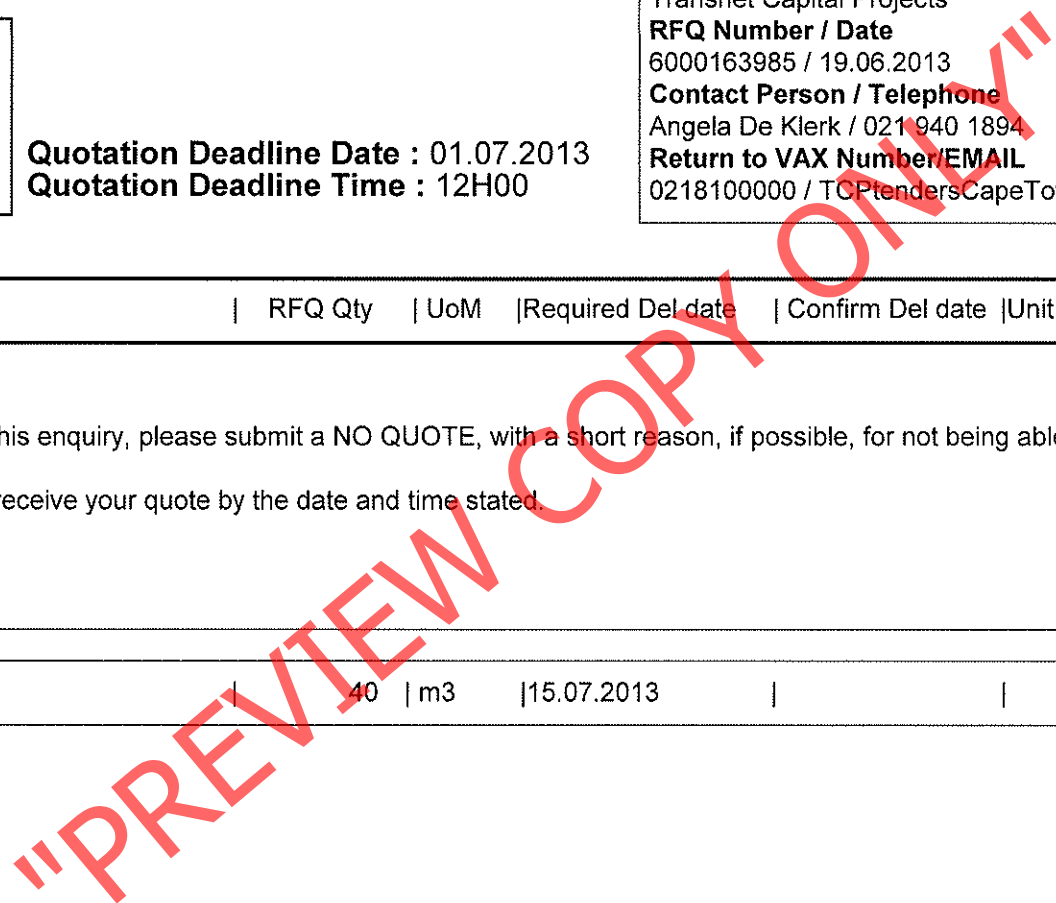 Transnet Capital Projects
RFQ Number / Date
6000163985 / 19.06.2013
Contact Person / Telephone
Angela De Klerk / 021 940 1894
Return to VAX Number/EMAIL
0218100000 / TCPtendersCapeTo
Quotation Deadline Date : 01.07.2013
Quotation Deadline Time : 12H00
| RFQ Qty | UoM |Required Del date | Confirm Del date |Unit
his enquiry, please submit a NO QUOTE, with a short reason, if possible, for not being able
receive your quote by the date and time stated.
| 40 | m3 |15.07.2013 | |
"PREVIEW COPY ONLY"